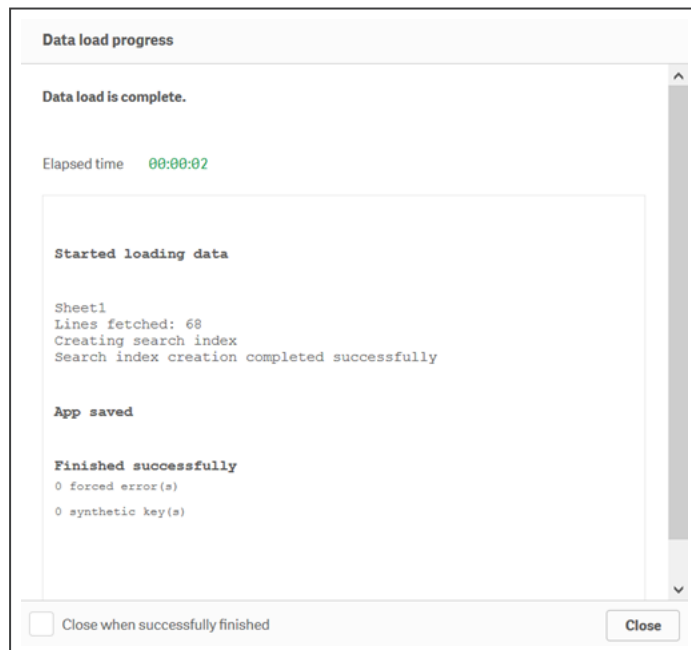 Data load progress
Data load is complete.
Elapsed time 00:00:02
Started loading data
Sheet1
Lines fetched: 68
Creating search index
Search index creation completed successfully
App saved
Finished successfully
0 forced error(s)
0 synthetic key(s)
Close when successfully finished
Close